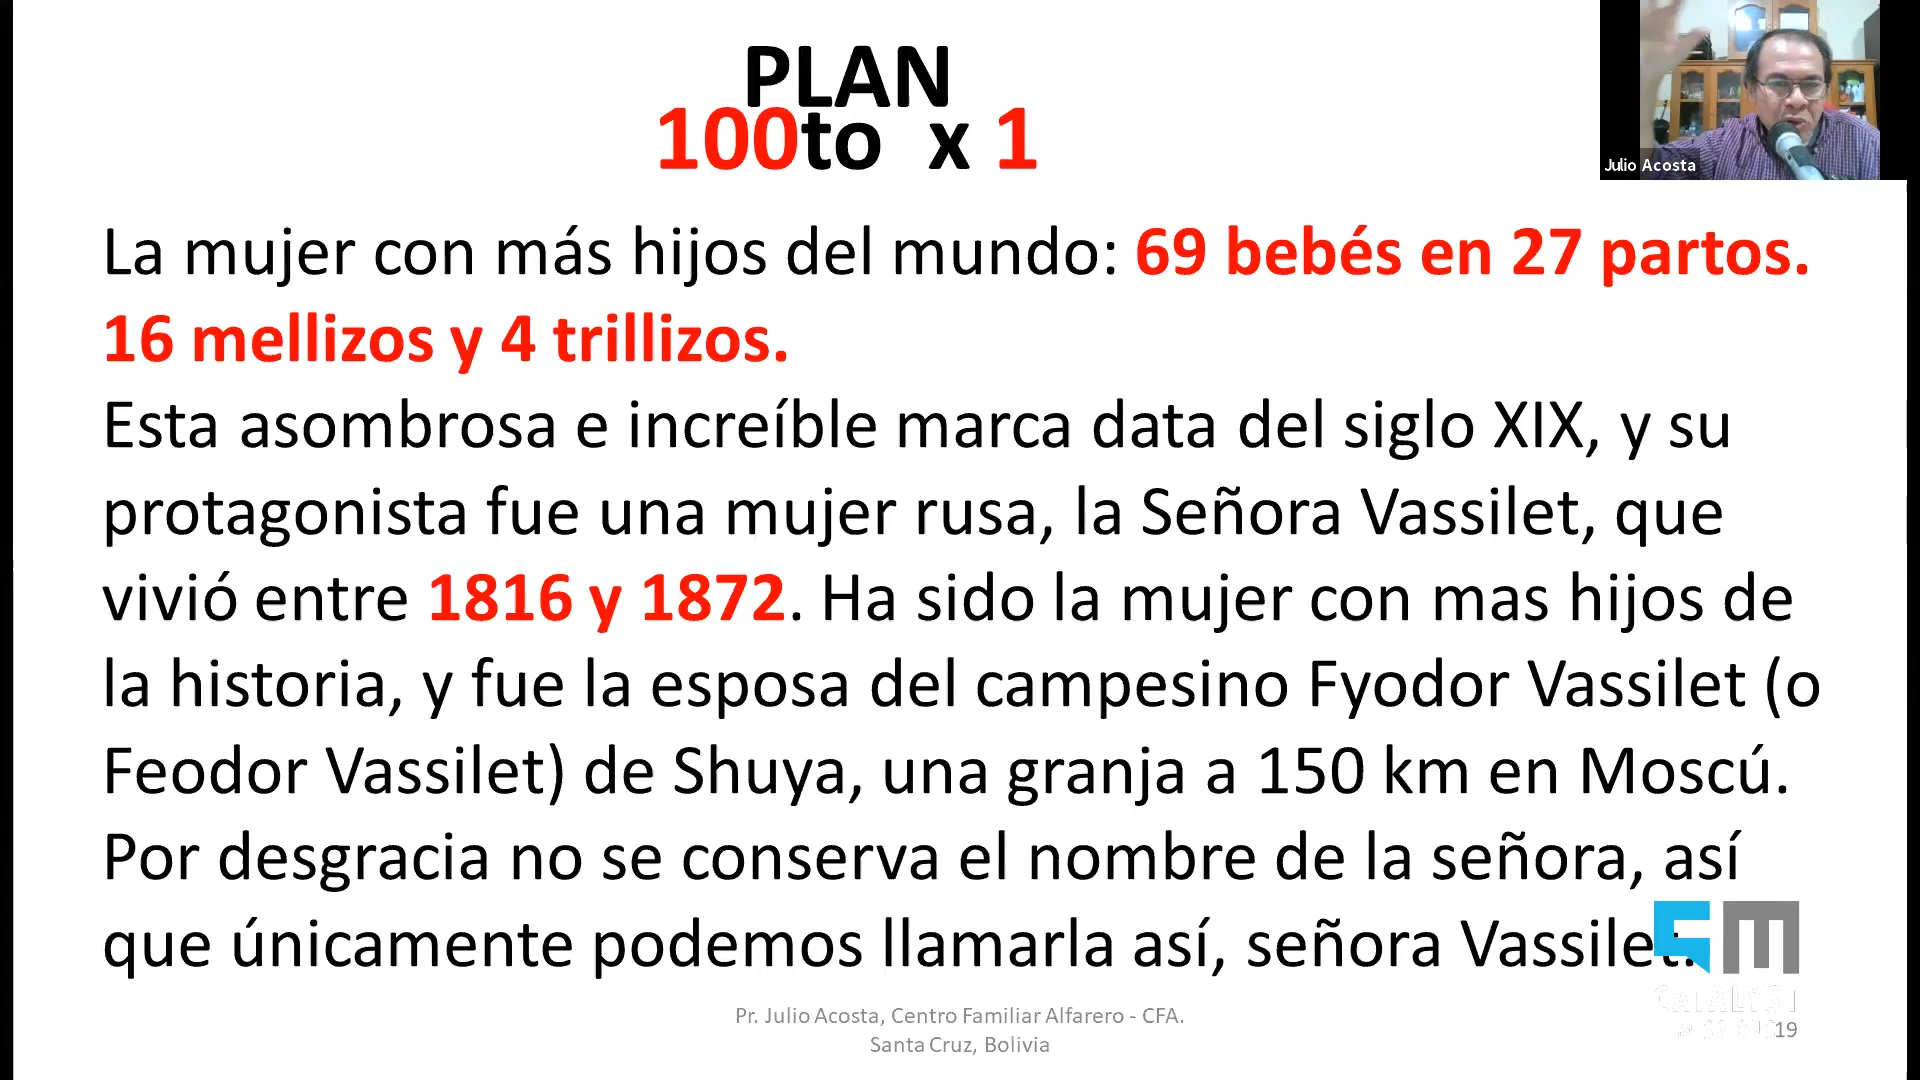 PLAN
100to x 1
Julio Acosta
La mujer con más hijos del mundo: 69 bebés en 27 partos.
16 mellizos y 4 trillizos.
Esta asombrosa e increíble marca data del siglo XIX, y su
protagonista fue una mujer rusa, la Señora Vassilet, que
vivió entre 1816 y 1872. Ha sido la mujer con mas hijos de
la historia, y fue la esposa del campesino Fyodor Vassilet (o
Feodor Vassilet) de Shuya, una granja a 150 km en Moscú.
Por desgracia no se conserva el nombre de la señora, así
que únicamente podemos llamarla así, señora Vassilet.
CATALYST
Pr. Julio Acosta, Centro Familiar Alfarero - CFA.
Santa Cruz, Bolivia
19